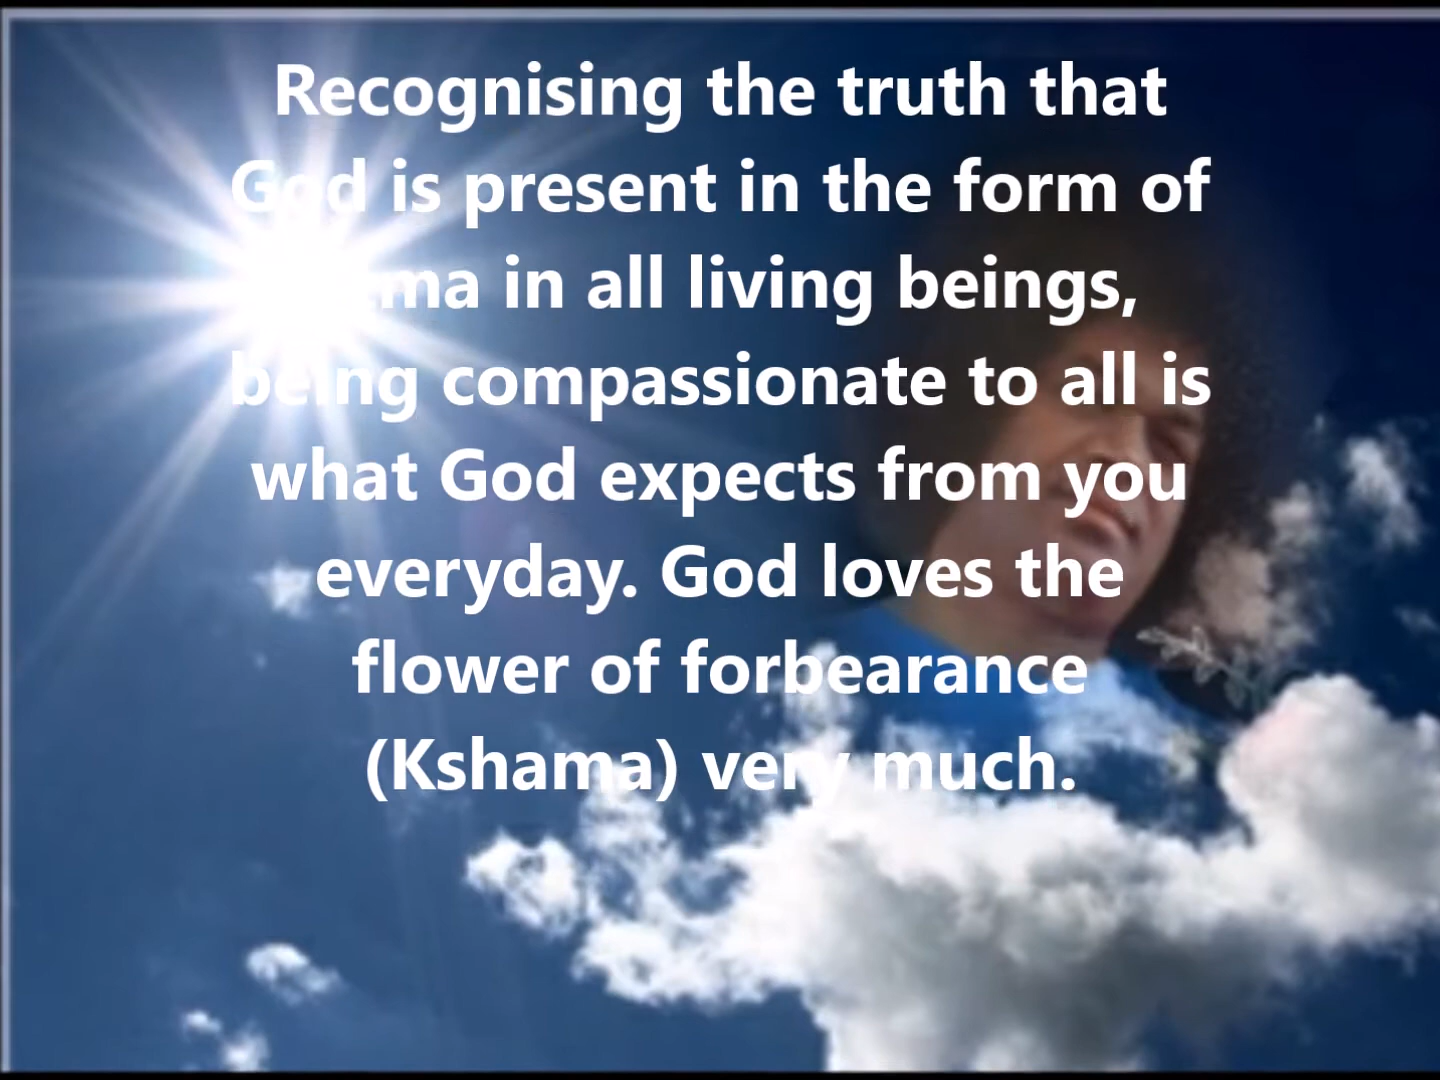 Recognising the truth that
God is present in the form of
in all living beings,
being compassionate to all is
what God expects from you
everyday. God loves the
flower of forbearance
(Kshama) very much.